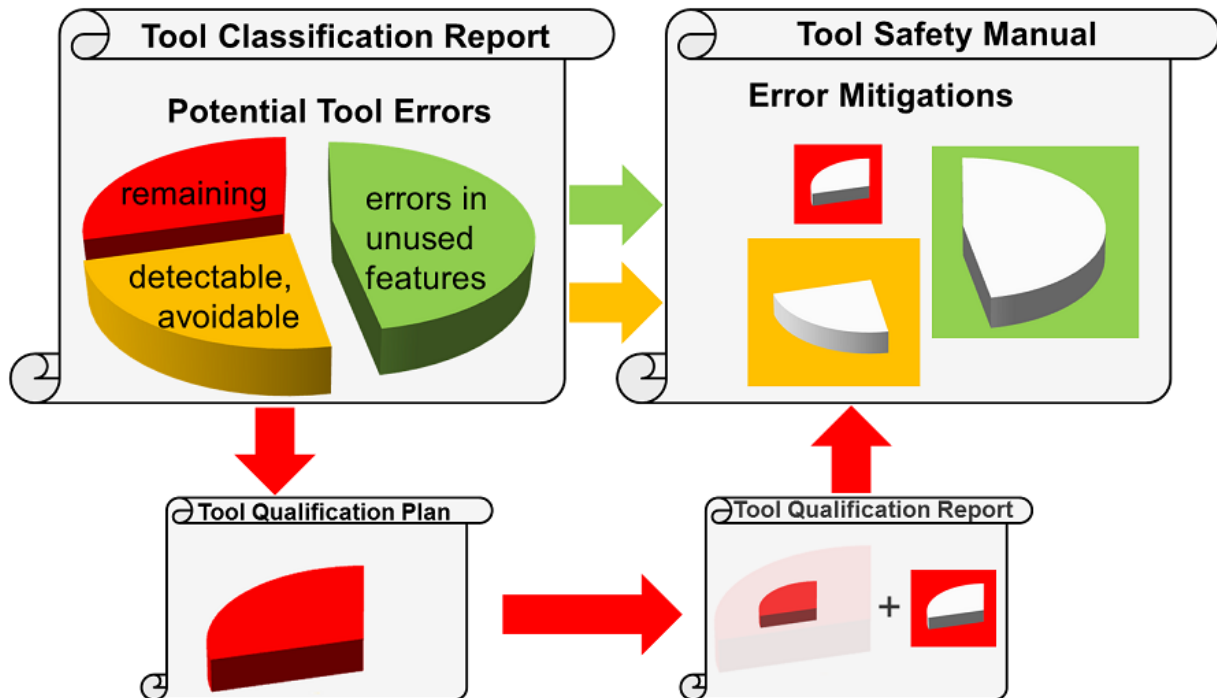 Tool Classification Report
Potential Tool Errors
remaining
detectable,
avoidable
errors in
unused
features
Tool Safety Manual
Error Mitigations
Tool Qualification Plan
Tool Qualification Report
+